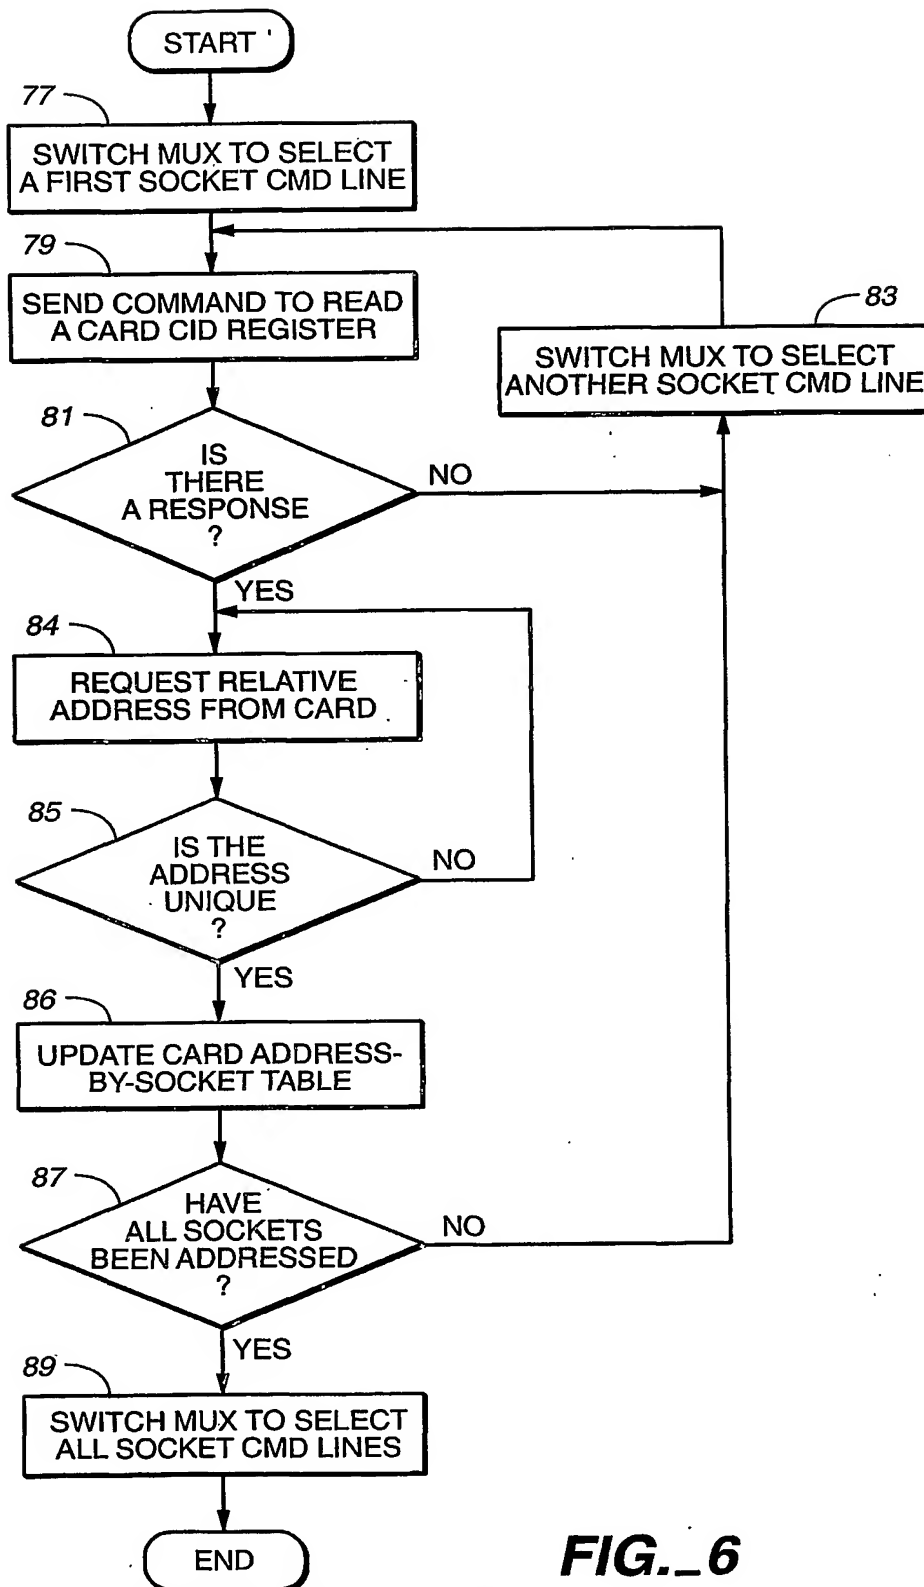 START
77
SWITCH MUX TO SELECT
A FIRST SOCKET CMD LINE
79
SEND COMMAND TO READ
A CARD CID REGISTER
83
SWITCH MUX TO SELECT
ANOTHER SOCKET CMD LINE
81
IS
THERE
A RESPONSE
?
NO
YES
84
REQUEST RELATIVE
ADDRESS FROM CARD
85
IS THE
ADDRESS
UNIQUE
?
NO
YES
86
UPDATE CARD ADDRESS-
BY-SOCKET TABLE
87
HAVE
ALL SOCKETS
BEEN ADDRESSED
?
NO
YES
89
SWITCH MUX TO SELECT
ALL SOCKET CMD LINES
END
FIG._6